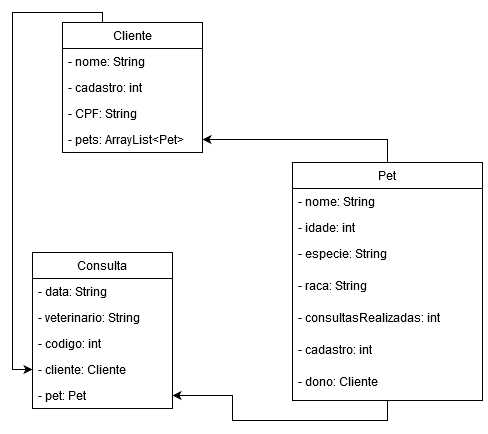 Cliente
- nome: String
- cadastro: int
- CPF: String
- pets: ArrayList<Pet>
Pet
- nome: String
- idade: int
- especie: String
- raca: String
- consultasRealizadas: int
- cadastro: int
- dono: Cliente
Consulta
- data: String
- veterinario: String
- codigo: int
- cliente: Cliente
- pet: Pet